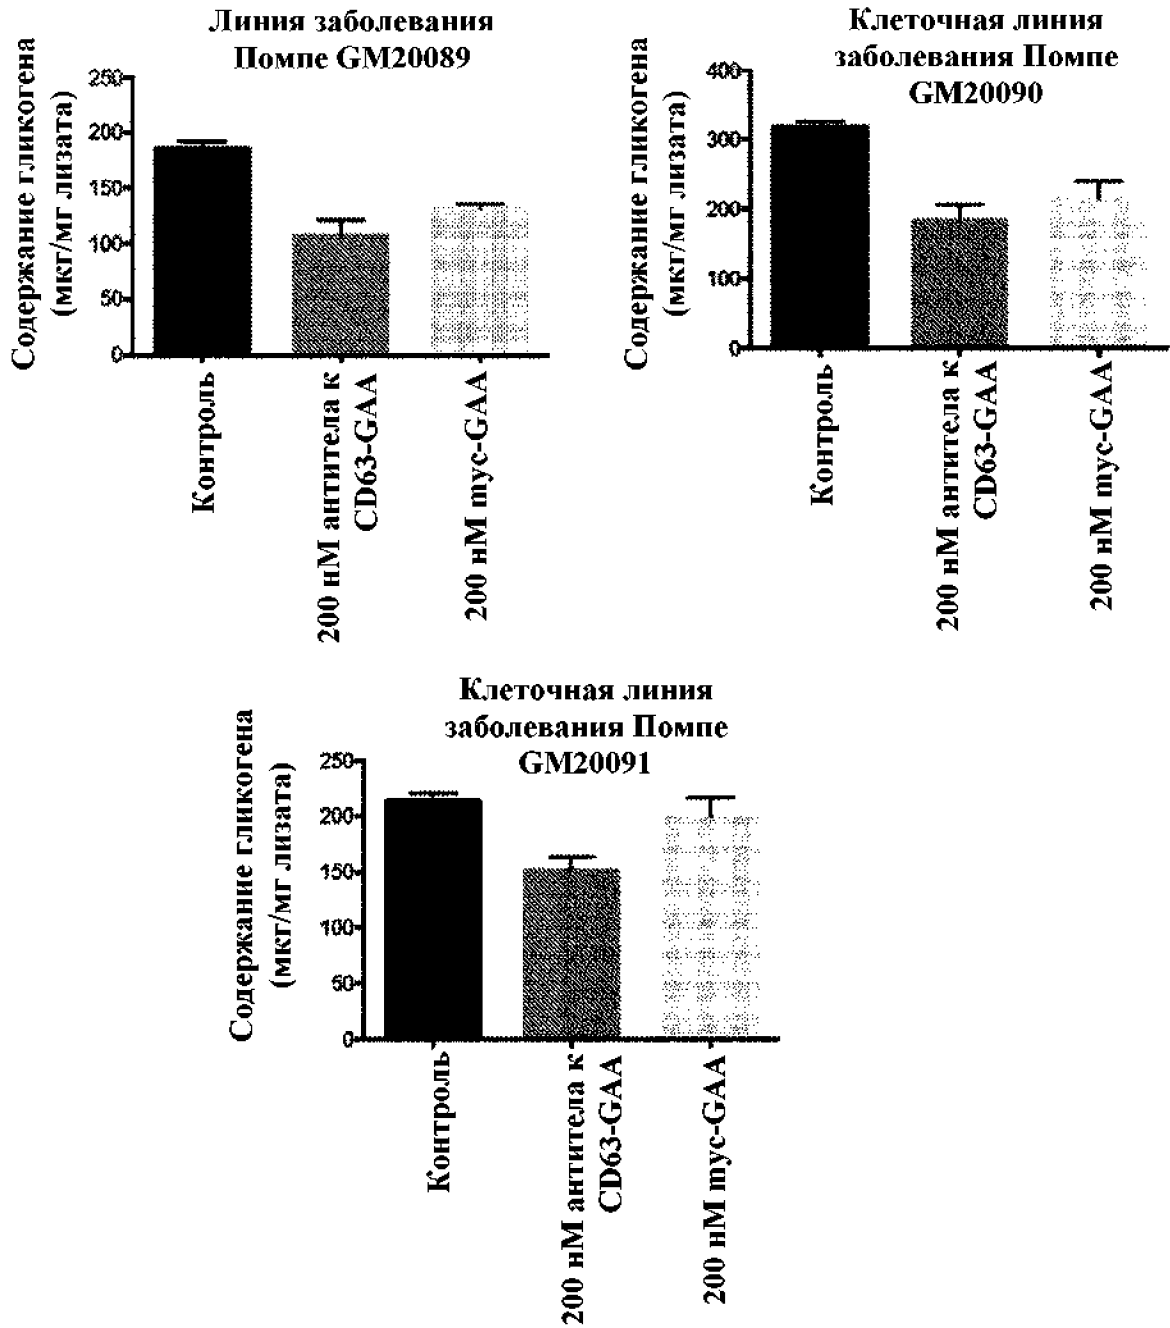 Линия заболевания
Помпе GM20089
Содержание гликогена
(мкг/мг лизата)
250
200
150
100
50
0
Контроль
200 нМ антитела к
CD63-GAA
200 нМ myc-GAA
Клеточная линия
заболевания Помпе
GM20090
Содержание гликогена
(мкг/мг лизата)
400
300
200
100
0
Контроль
200 нМ антитела к
CD63-GAA
200 нМ myc-GAA
Клеточная линия
заболевания Помпе
GM20091
Содержание гликогена
(мкг/мг лизата)
250
200
150
100
50
0
Контроль
200 нМ антитела к
CD63-GAA
200 нМ myc-GAA